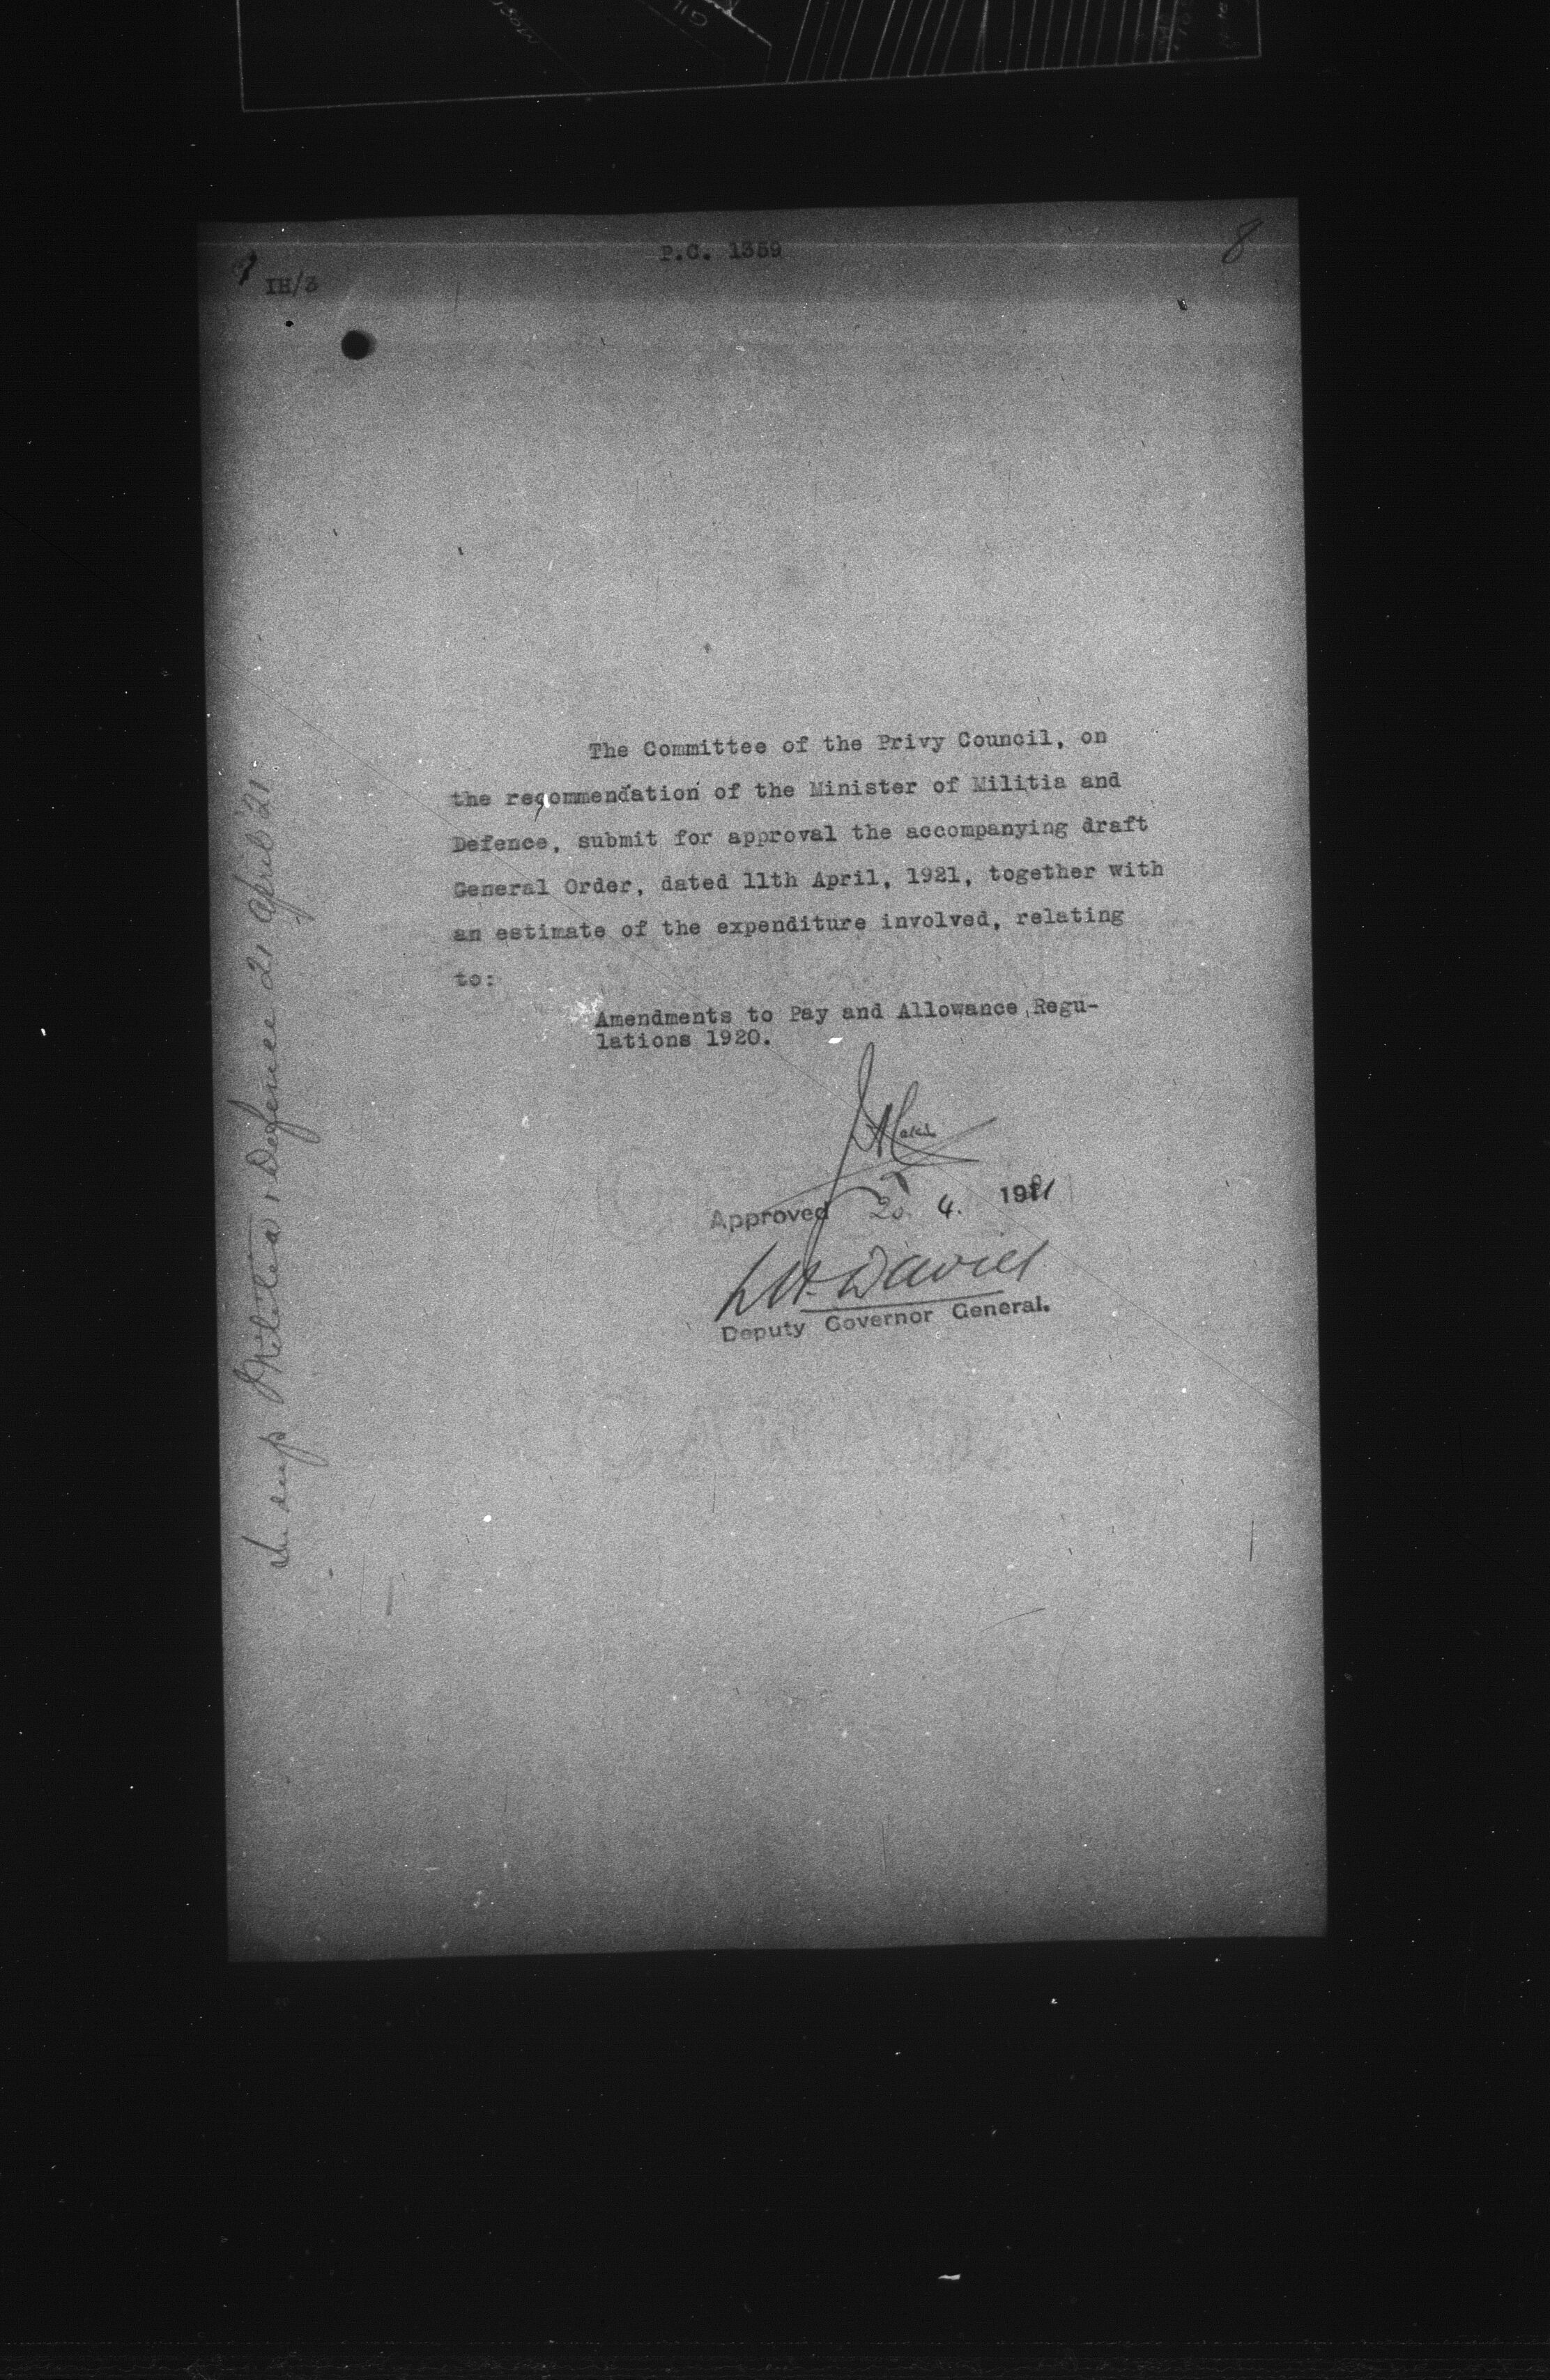 P.C. 1359
8
IH/3
The Committee of the Privy Council, on
the recommendation of the Minister of Militia and
Defence, submit for approval the accompanying draft
General Order, dated 11th April, 1921, together with
an estimate of the expenditure involved, relating
to:
Amendments to Pay and Allowance Regu-
lations 1920.
Approved 4. 1921
LH. Davies
Deputy Governor General.
Militia & Defence 21 April '21
CANADA